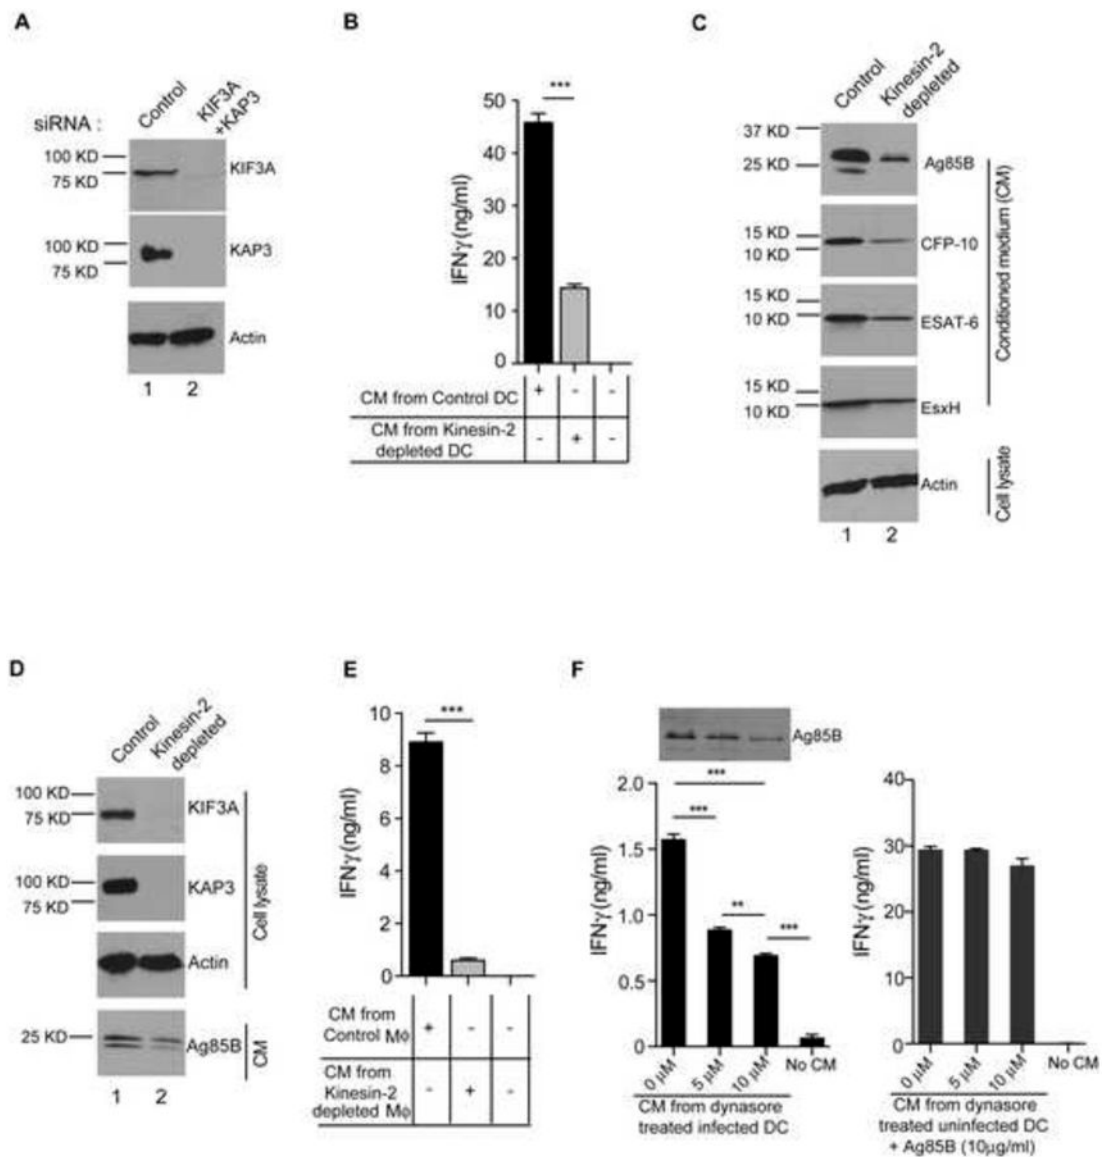 A
siRNA :
Control
KIF3A
+KAP3
100 KD
75 KD
KIF3A
100 KD
75 KD
KAP3
Actin
1 2
B
***
IFNγ(ng/ml)
50
40
30
20
10
0
CM from Control DC + - -
CM from Kinesin-2
depleted DC - + -
C
Control
Kinesin-2
depleted
37 KD
25 KD
Ag85B
15 KD
10 KD
CFP-10
15 KD
10 KD
ESAT-6
15 KD
10 KD
EsxH
Conditioned medium (CM)
Actin
Cell lysate
1 2
D
Control
Kinesin-2
depleted
100 KD
75 KD
KIF3A
100 KD
75 KD
KAP3
Actin
Cell lysate
25 KD
Ag85B
CM
1 2
E
***
IFNγ(ng/ml)
10
8
6
4
2
0
CM from
Control Mϕ + - -
CM from
Kinesin-2
depleted Mϕ - + -
F
Ag85B
***
***
**
***
IFNγ(ng/ml)
2.0
1.5
1.0
0.5
0
0 µM 5 µM 10 µM No CM
CM from dynasore
treated infected DC
IFNγ(ng/ml)
40
30
20
10
0
0 µM 5 µM 10 µM No CM
CM from dynasore
treated uninfected DC
+ Ag85B (10µg/ml)